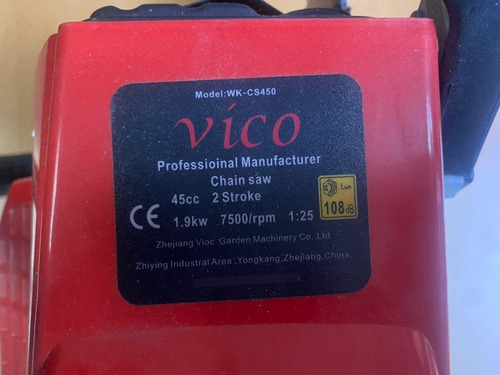 Model:WK-CS450
vico
Professioinal Manufacturer
Chain saw
45cc 2 Stroke
CE 1.9kw 7500/rpm 1:25
LWA
108dB
Zhejiang Vioc Garden Machinery Co.,Ltd
Zhiying Industral Area ,Yongkang,Zhejiang,China